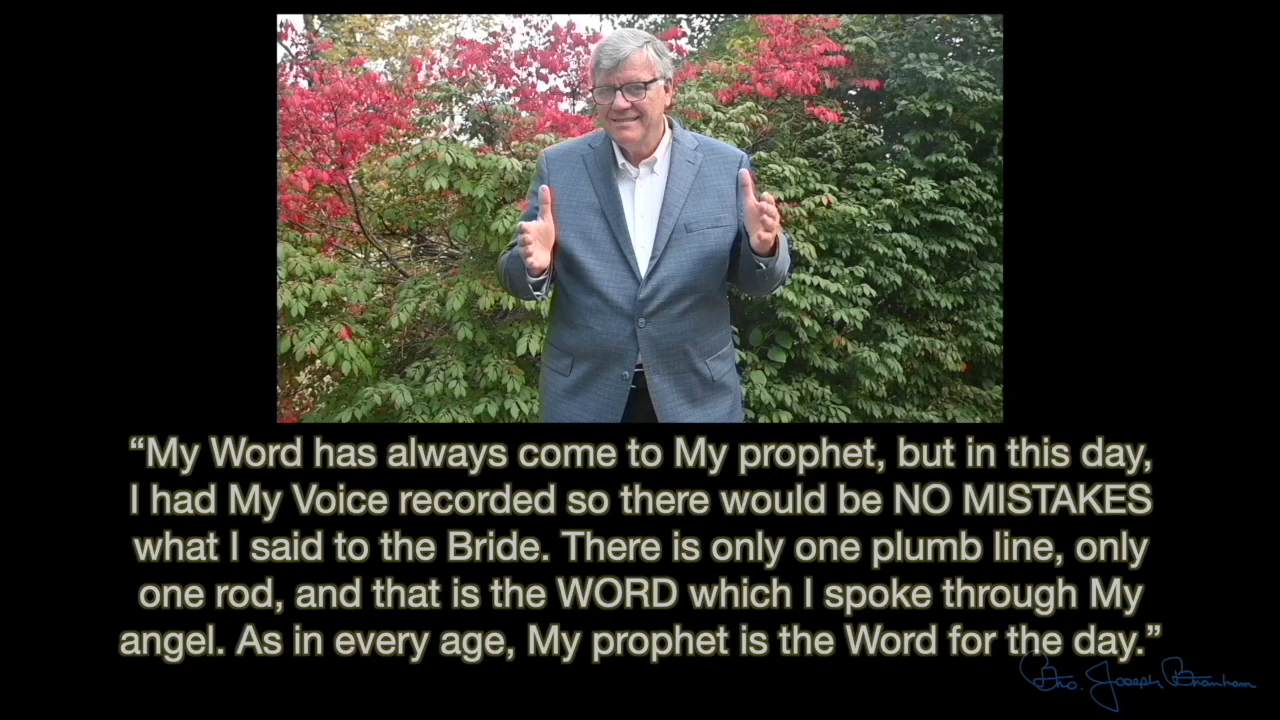 “My Word has always come to My prophet, but in this day,
I had My Voice recorded so there would be NO MISTAKES
what I said to the Bride. There is only one plumb line, only
one rod, and that is the WORD which I spoke through My
angel. As in every age, My prophet is the Word for the day.”
Bro. Joseph Branham